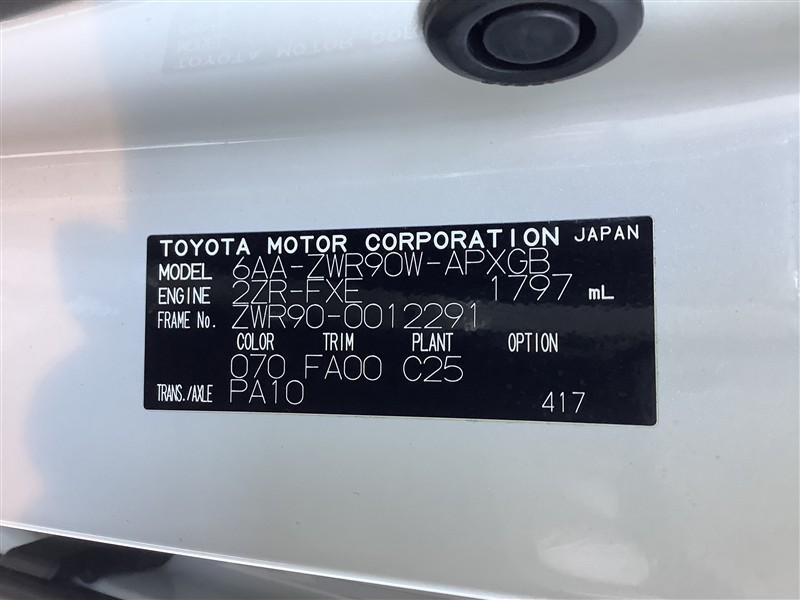 TOYOTA MOTOR CORPORATION JAPAN
MODEL 6AA-ZWR90W-APXGB
ENGINE 2ZR-FXE 1797 mL
FRAME No. ZWR90-0012291
COLOR TRIM PLANT OPTION
070 FA00 C25
TRANS./AXLE PA10 417